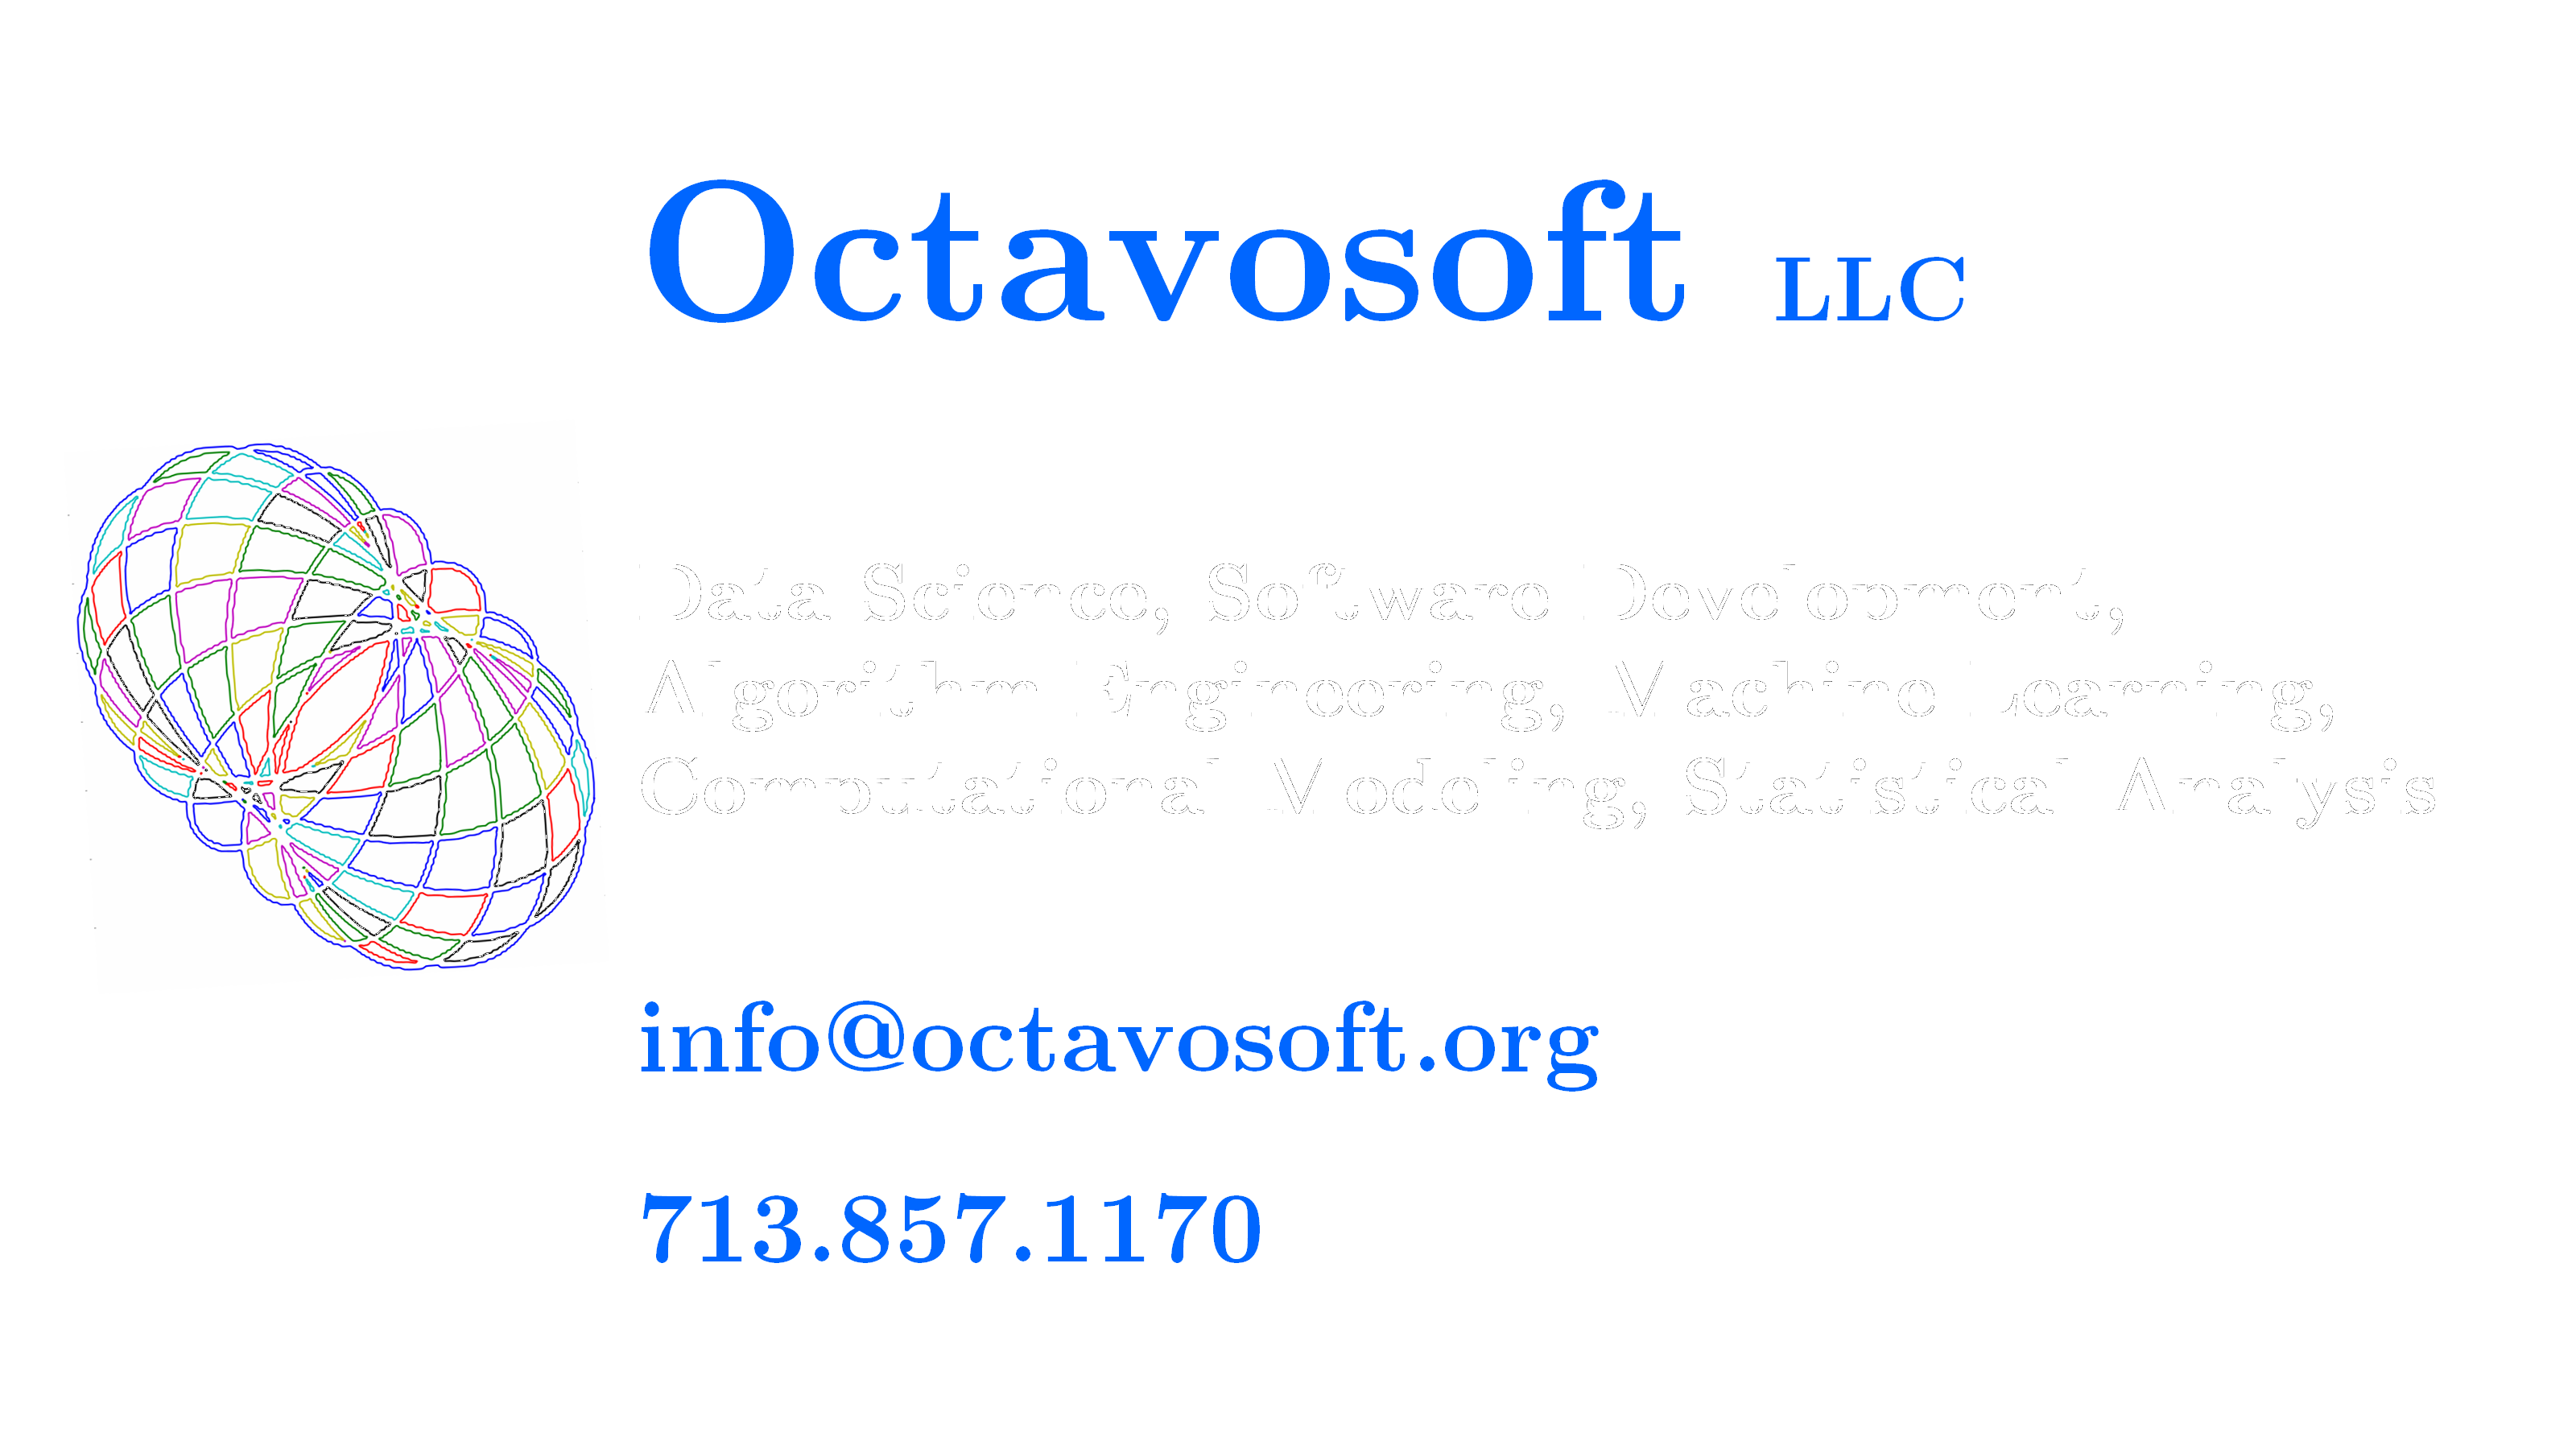 Octavosoft LLC
Data Science, Software Development,
Algorithm Engineering, Machine Learning,
Computational Modeling, Statistical Analysis
info@octavosoft.org
713.857.1170